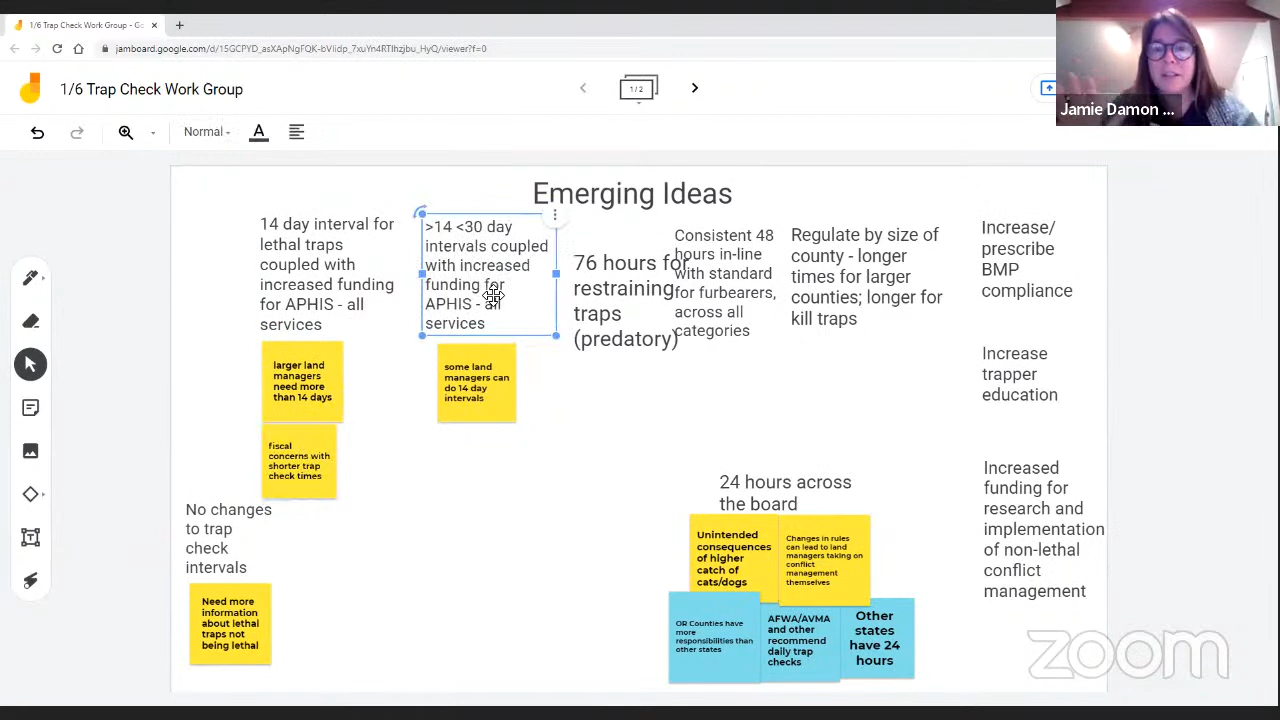 1/6 Trap Check Work Group - Go
jamboard.google.com/d/15GCPYD_asXApNgFQK-bVIidp_7xuYn4RTIhzjbu_HyQ/viewer?f=0
1/6 Trap Check Work Group
1/2
Jamie Damon ...
Normal
A
Emerging Ideas
14 day interval for
lethal traps
coupled with
increased funding
for APHIS - all
services
>14 <30 day
intervals coupled
with increased
funding for
APHIS - all
services
76 hours for
restraining
traps
(predatory)
Consistent 48
hours in-line
with standard
for furbearers,
across all
categories
Regulate by size of
county - longer
times for larger
counties; longer for
kill traps
Increase/
prescribe
BMP
compliance
larger land
managers
need more
than 14 days
some land
managers can
do 14 day
intervals
Increase
trapper
education
fiscal
concerns with
shorter trap
check times
No changes
to trap
check
intervals
Need more
information
about lethal
traps not
being lethal
24 hours across
the board
Unintended
consequences
of higher
catch of
cats/dogs
Changes in rules
can lead to land
managers taking on
conflict
management
themselves
OR Counties have
more
responsibilities than
other states
AFWA/AVMA
and other
recommend
daily trap
checks
Other
states
have 24
hours
Increased
funding for
research and
implementation
of non-lethal
conflict
management
zoom